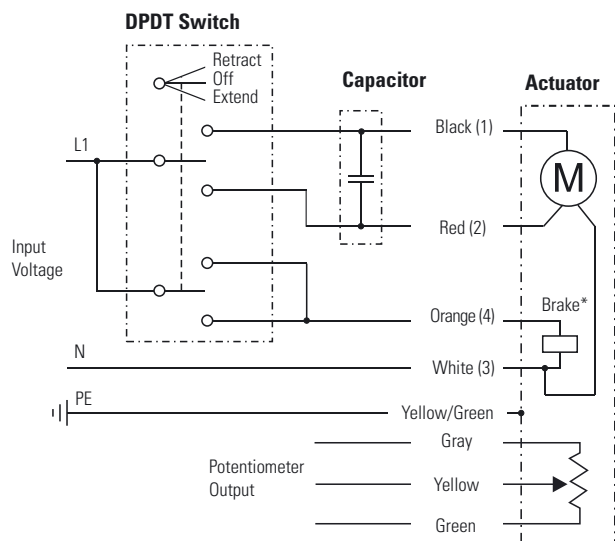 DPDT Switch
Retract
Off
Extend
Capacitor
Actuator
L1
Black (1)
M
Red (2)
Input
Voltage
Orange (4)
Brake*
N
White (3)
PE
Yellow/Green
Gray
Potentiometer
Output
Yellow
Green